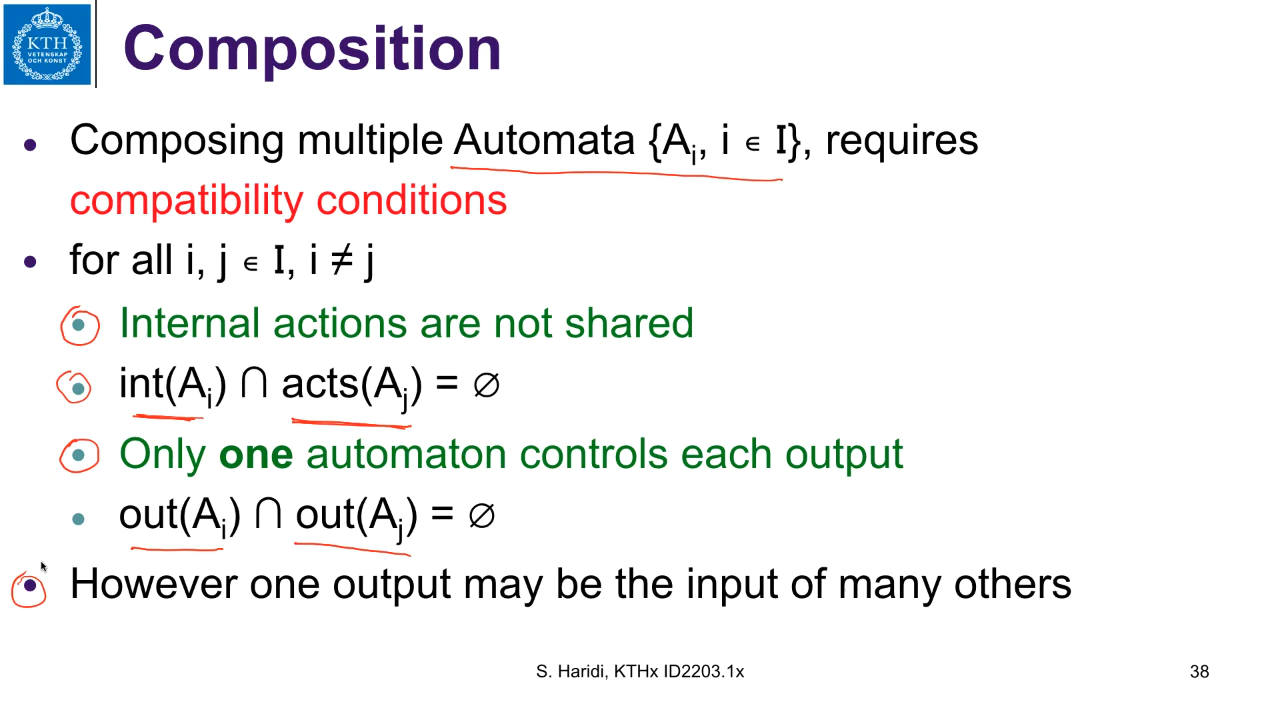 KTH
VETENSKAP
OCH KONST
Composition
• Composing multiple Automata {Aᵢ, i ∈ I}, requires
compatibility conditions
• for all i, j ∈ I, i ≠ j
• Internal actions are not shared
• int(Aᵢ) ∩ acts(Aⱼ) = ∅
• Only one automaton controls each output
• out(Aᵢ) ∩ out(Aⱼ) = ∅
• However one output may be the input of many others
S. Haridi, KTHx ID2203.1x
38